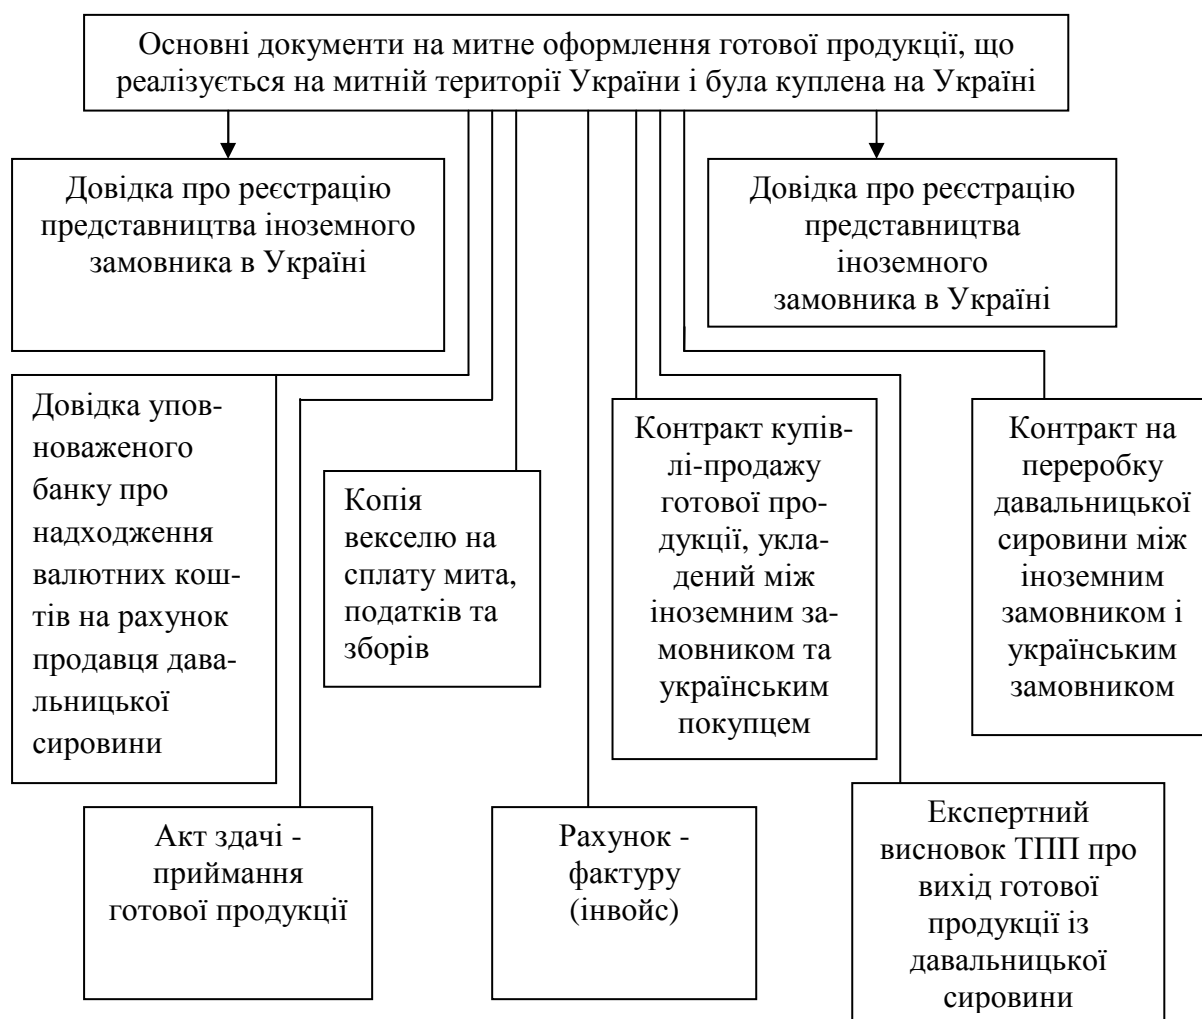 Основні документи на митне оформлення готової продукції, що
реалізується на митній території України і була куплена на Україні
Довідка про реєстрацію
представництва іноземного
замовника в Україні
Довідка про реєстрацію
представництва
іноземного
замовника в Україні
Довідка упов-
новаженого
банку про
надходження
валютних кош-
тів на рахунок
продавця дава-
льницької
сировини
Копія
векселю на
сплату мита,
податків та
зборів
Контракт купів-
лі-продажу
готової про-
дукції, укла-
дений між
іноземним за-
мовником та
українським
покупцем
Контракт на
переробку
давальницької
сировини між
іноземним
замовником і
українським
замовником
Акт здачі -
приймання
готової продукції
Рахунок -
фактуру
(інвойс)
Експертний
висновок ТПП про
вихід готової
продукції із
давальницької
сировини